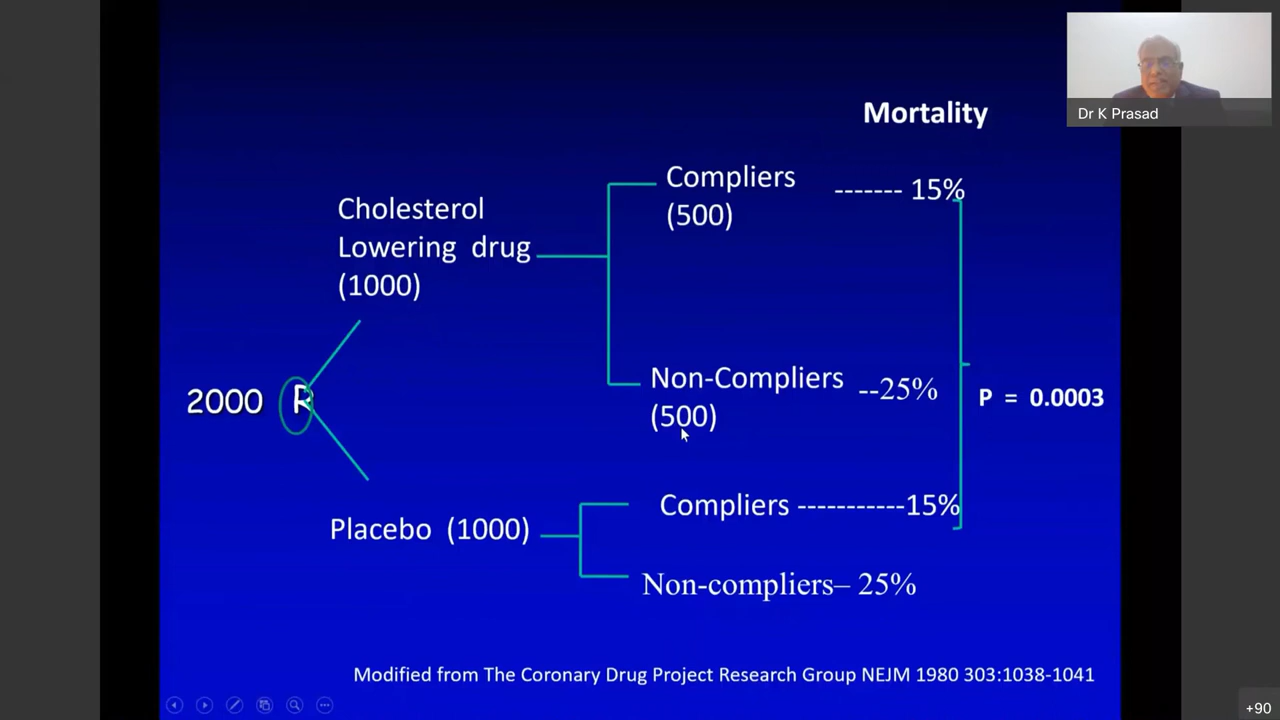 Dr K Prasad
Mortality
Compliers ------- 15%
(500)
Cholesterol
Lowering drug
(1000)
Non-Compliers --25%
(500)
2000 R
P = 0.0003
Compliers -----------15%
Placebo (1000)
Non-compliers– 25%
Modified from The Coronary Drug Project Research Group NEJM 1980 303:1038-1041
+90